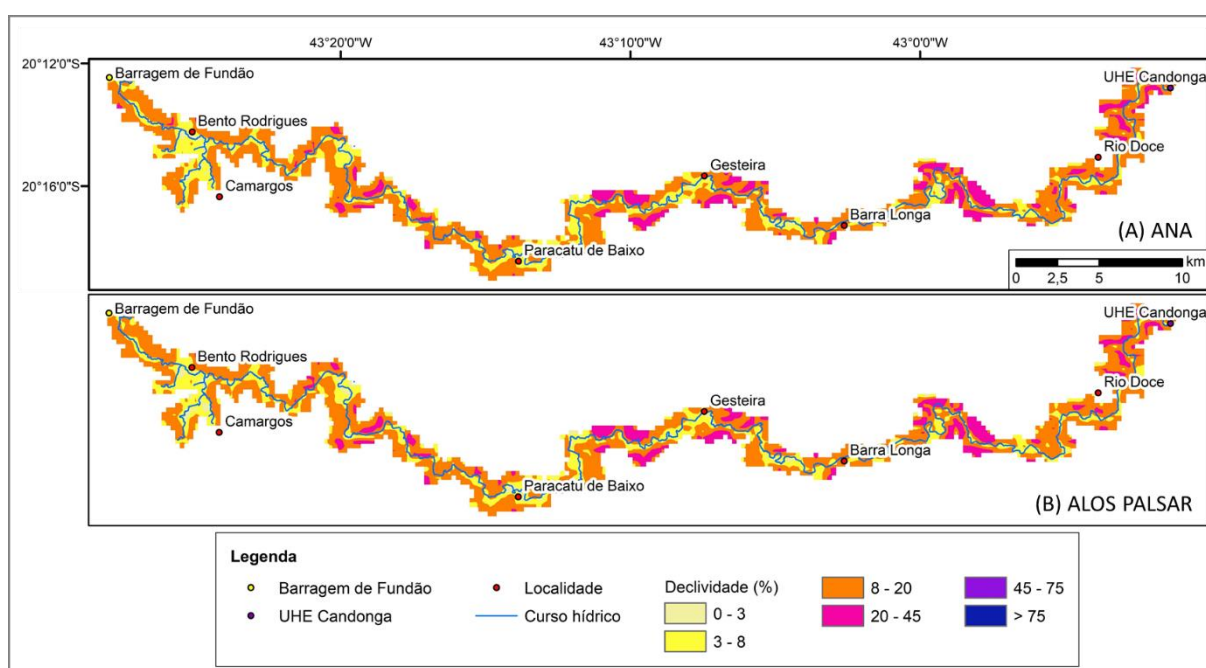 43°20'0"W 43°10'0"W 43°00'0"W
20°12'0"S
Barragem de Fundão
UHE Candonga
Bento Rodrigues
Rio Doce
Gesteira
20°16'0"S
Camargos
Barra Longa
(A) ANA
Paracatu de Baixo
km
0 2,5 5 10
Barragem de Fundão
UHE Candonga
Bento Rodrigues
Rio Doce
Gesteira
Camargos
Barra Longa
Paracatu de Baixo
(B) ALOS PALSAR
Legenda
Barragem de Fundão
UHE Candonga
Localidade
Curso hídrico
Declividade (%)
0 - 3
3 - 8
8 - 20
20 - 45
45 - 75
> 75